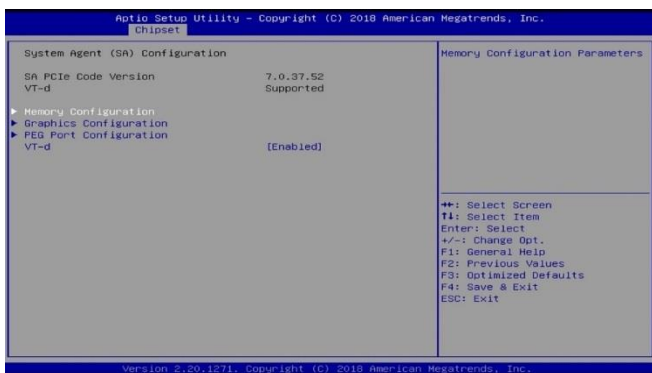 Aptio Setup Utility – Copyright (C) 2018 American Megatrends, Inc.
Chipset
System Agent (SA) Configuration
SA PCIe Code Version 7.0.37.52
VT-d Supported
Memory Configuration
Graphics Configuration
PEG Port Configuration
VT-d [Enabled]
Memory Configuration Parameters
→←: Select Screen
↑↓: Select Item
Enter: Select
+/-: Change Opt.
F1: General Help
F2: Previous Values
F3: Optimized Defaults
F4: Save & Exit
ESC: Exit
Version 2.20.1271. Copyright (C) 2018 American Megatrends, Inc.